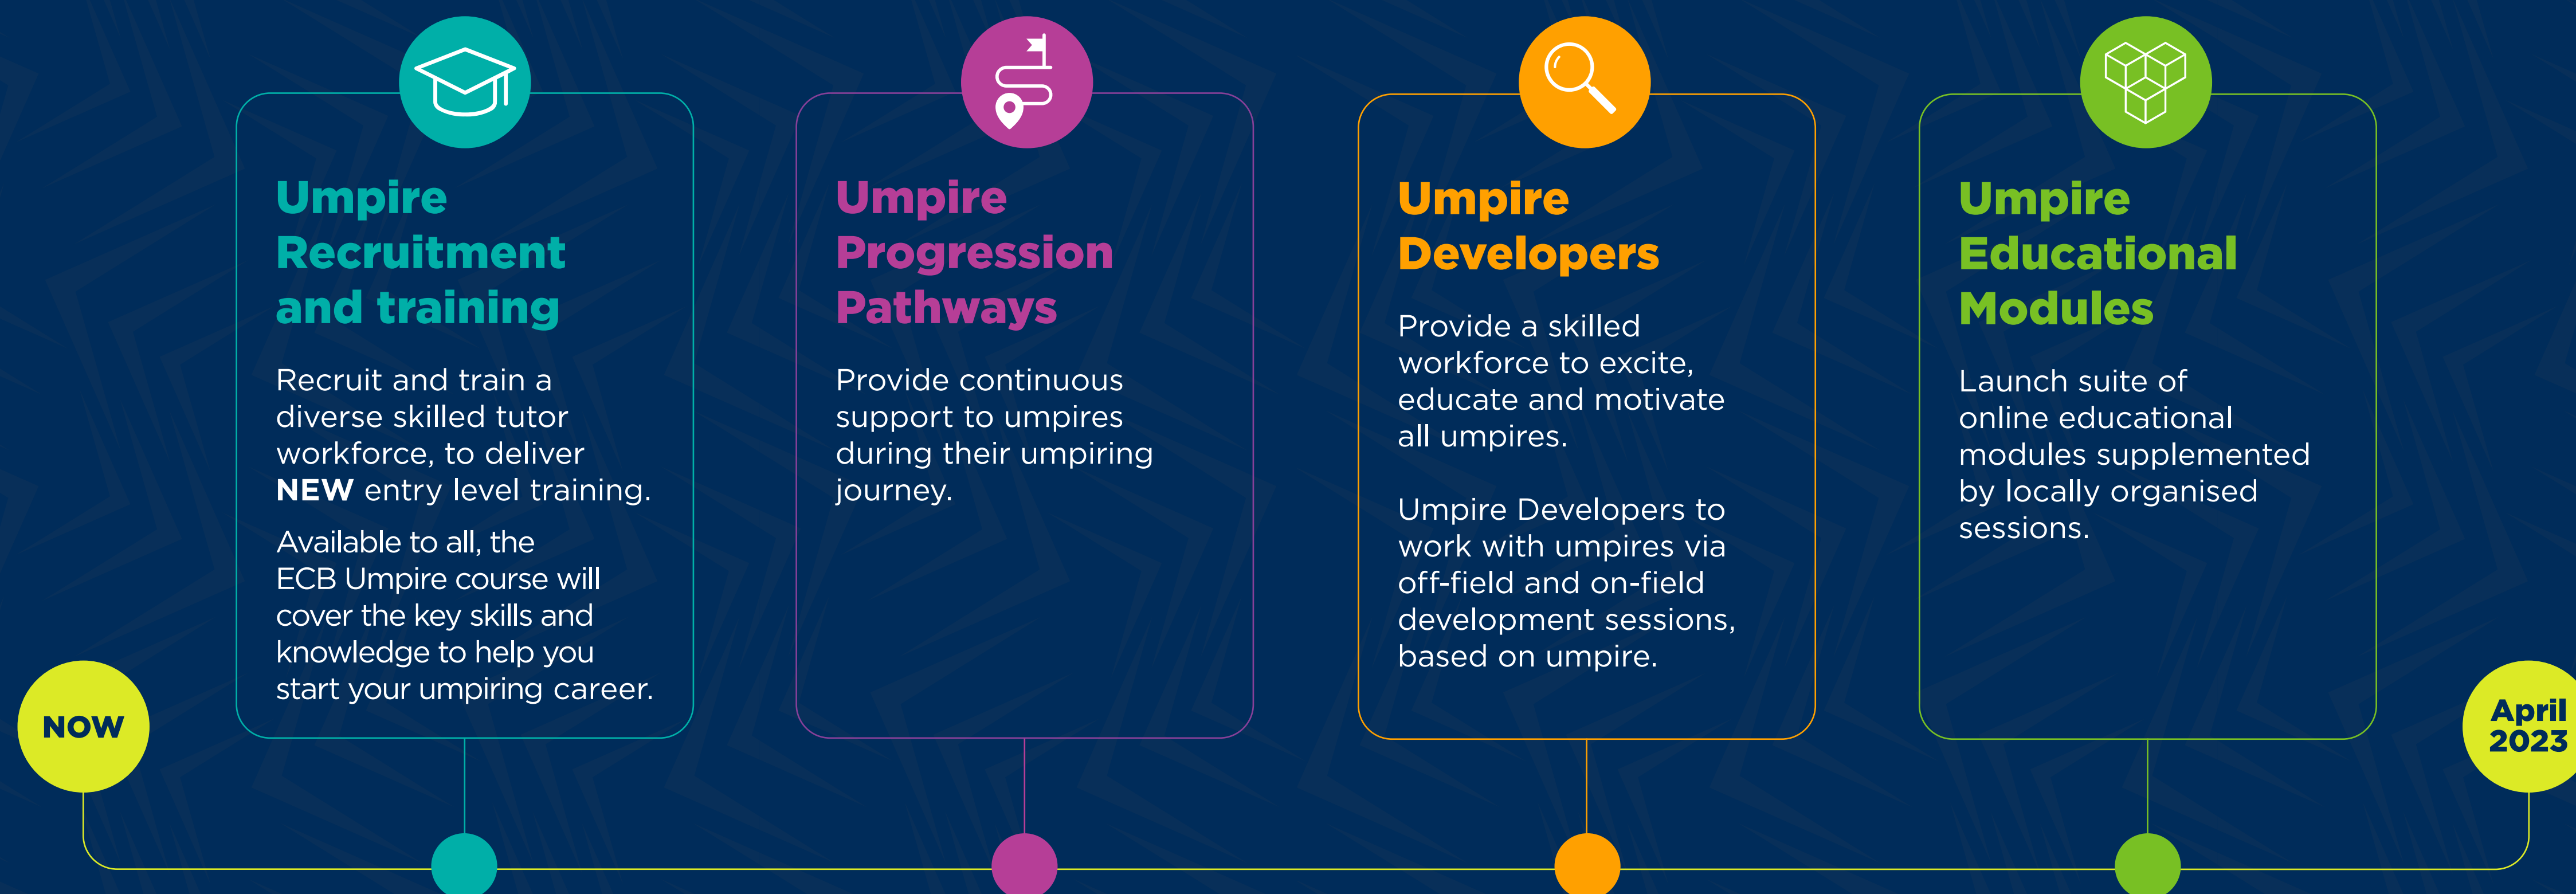 Umpire
Recruitment
and training
Recruit and train a
diverse skilled tutor
workforce, to deliver
NEW entry level training.
Available to all, the
ECB Umpire course will
cover the key skills and
knowledge to help you
start your umpiring career.
Umpire
Progression
Pathways
Provide continuous
support to umpires
during their umpiring
journey.
Umpire
Developers
Provide a skilled
workforce to excite,
educate and motivate
all umpires.
Umpire Developers to
work with umpires via
off-field and on-field
development sessions,
based on umpire.
Umpire
Educational
Modules
Launch suite of
online educational
modules supplemented
by locally organised
sessions.
NOW
April
2023